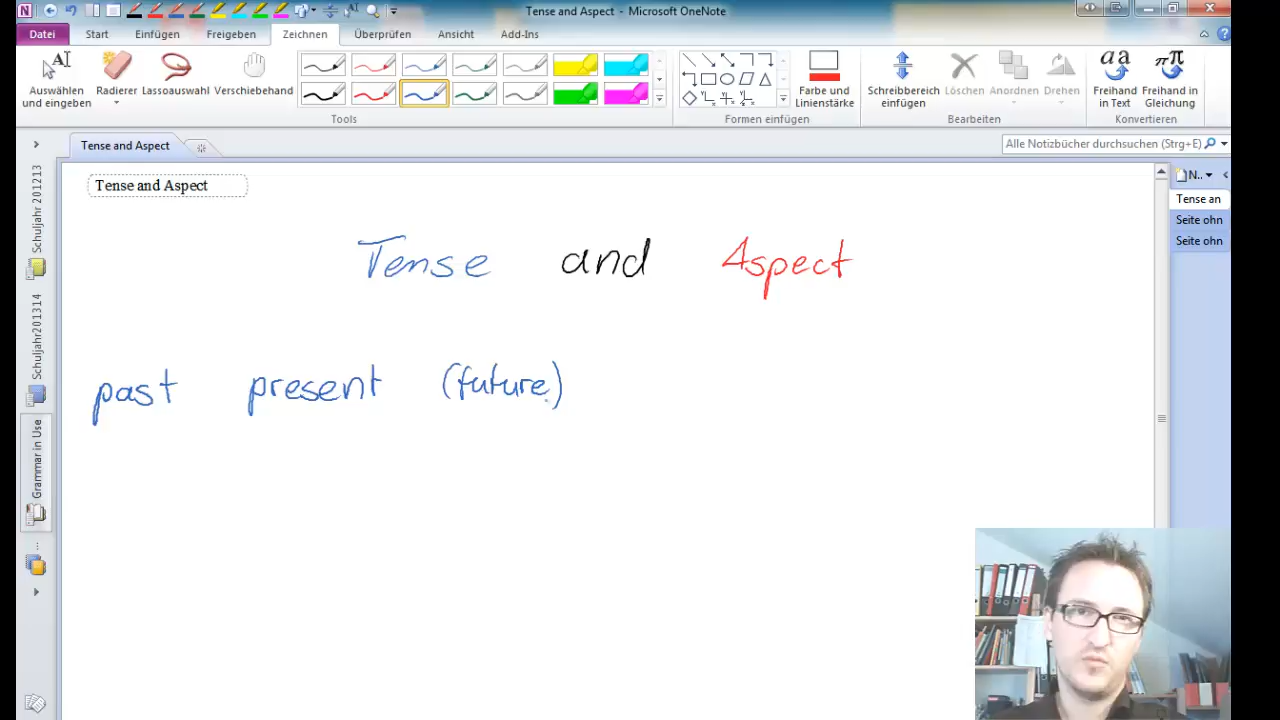 Tense and Aspect - Microsoft OneNote
Datei Start Einfügen Freigeben Zeichnen Überprüfen Ansicht Add-Ins
Auswählen und eingeben
Radierer
Lassoauswahl
Verschiebehand
Farbe und Linienstärke
Schreibbereich einfügen
Löschen
Anordnen
Drehen
Freihand in Text
Freihand in Gleichung
Tools
Formen einfügen
Bearbeiten
Konvertieren
Tense and Aspect
Alle Notizbücher durchsuchen (Strg+E)
N..
Tense an
Seite ohn
Seite ohn
Schuljahr 201213
Schuljahr201314
Grammar in Use
Tense and Aspect
Tense and Aspect
past present (future)